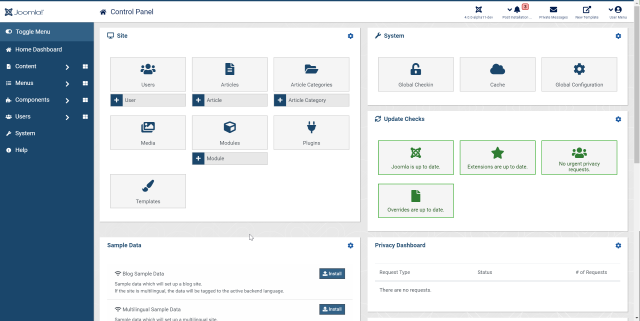 Joomla!
Control Panel
Post Installation...
Private Messages
New Template
User Menu
Toggle Menu
Home Dashboard
Content
Menus
Components
Users
System
Help
Site
Users
Articles
Article Categories
User
Article
Article Category
Media
Modules
Plugins
Module
Templates
System
Global Checkin
Cache
Global Configuration
Update Checks
Joomla is up to date.
Extensions are up to date.
No urgent privacy
requests.
Overrides are up to date.
Sample Data
Blog Sample Data
Install
Sample data which will set up a blog site.
If the site is multilingual, the data will be tagged to the active backend language.
Multilingual Sample Data
Install
Sample data which will set up a multilingual site.
Privacy Dashboard
Request Type
Status
# of Requests
There are no requests.